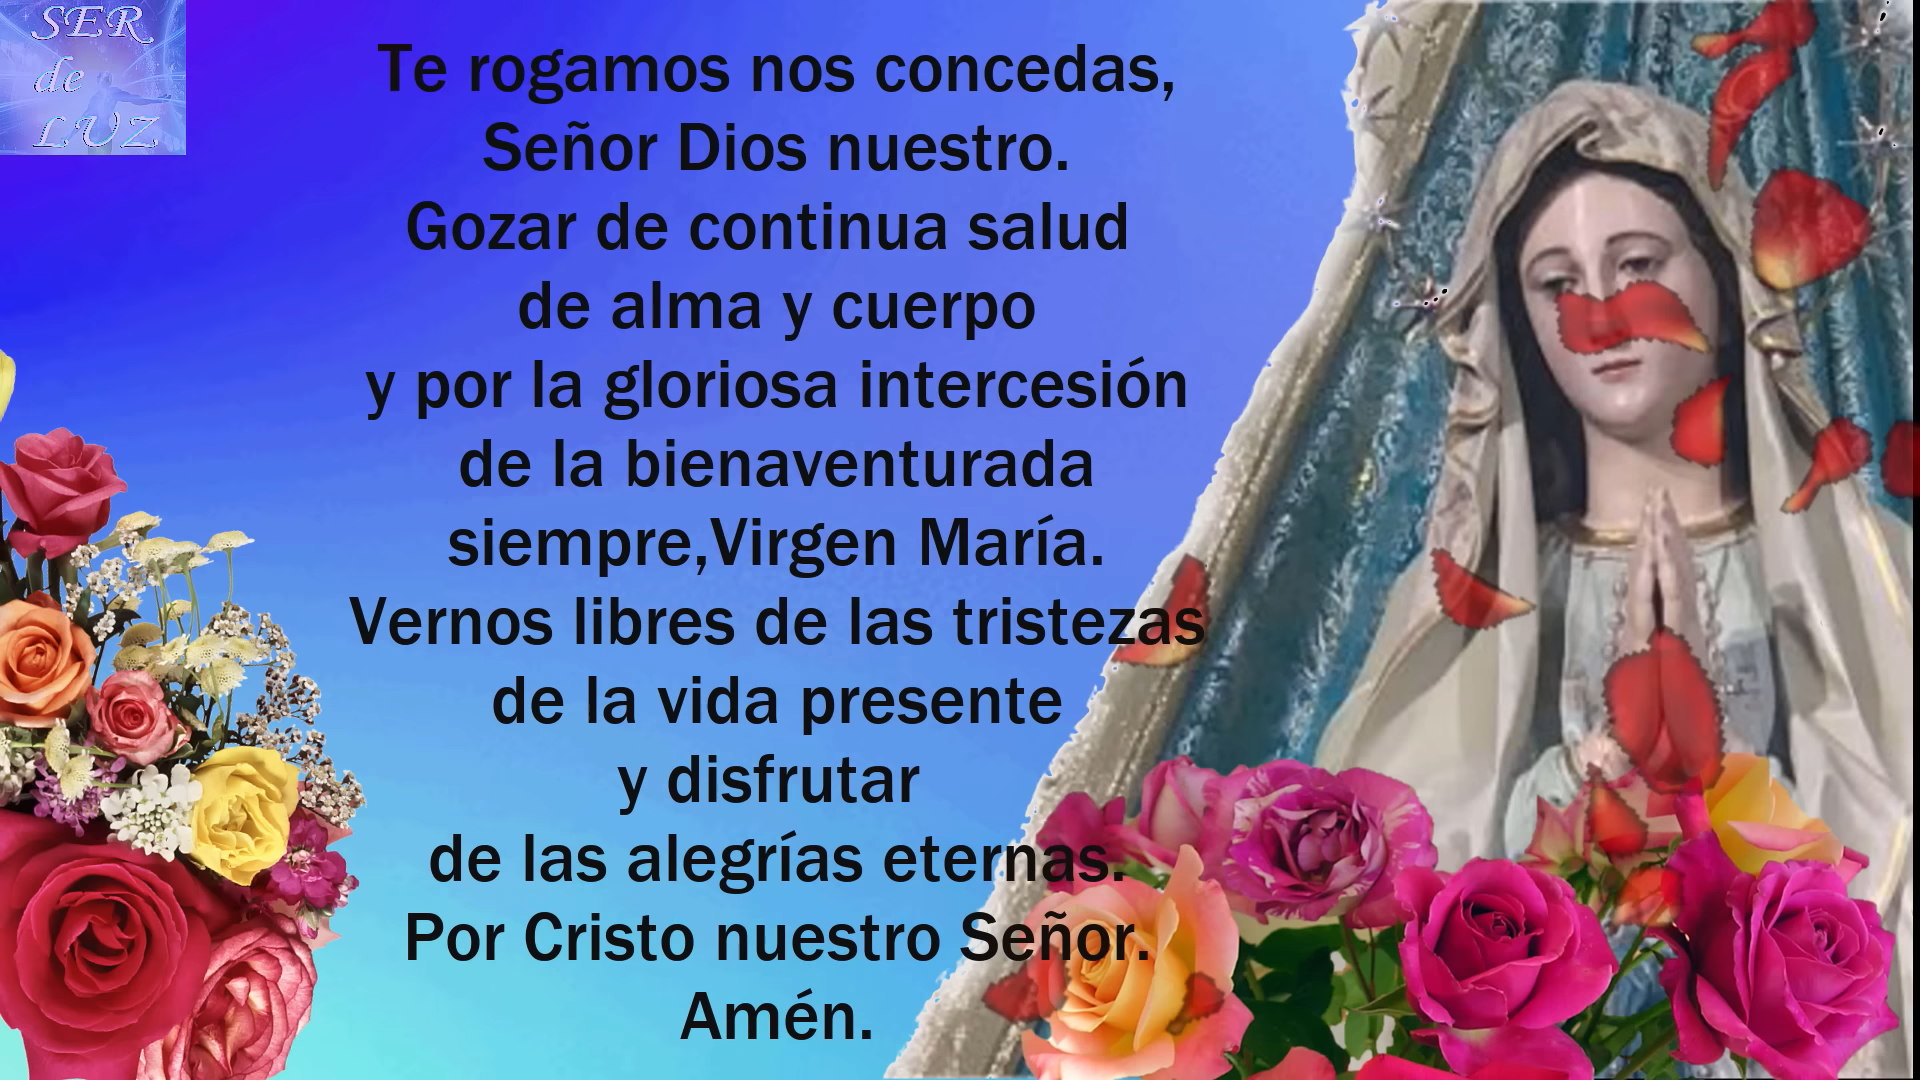 SER
de
LUZ
Te rogamos nos concedas,
Señor Dios nuestro.
Gozar de continua salud
de alma y cuerpo
y por la gloriosa intercesión
de la bienaventurada
siempre,Virgen María.
Vernos libres de las tristezas
de la vida presente
y disfrutar
de las alegrías eternas.
Por Cristo nuestro Señor.
Amén.